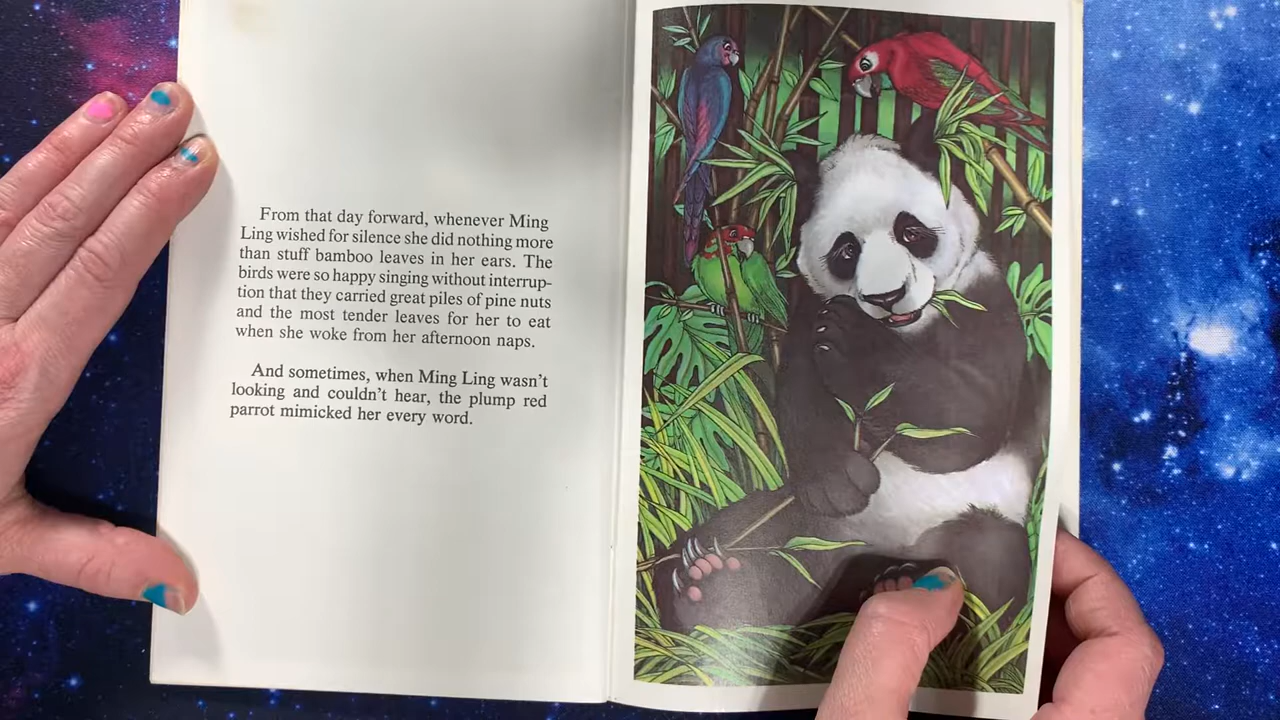 From that day forward, whenever Ming
Ling wished for silence she did nothing more
than stuff bamboo leaves in her ears. The
birds were so happy singing without interrup-
tion that they carried great piles of pine nuts
and the most tender leaves for her to eat
when she woke from her afternoon naps.
And sometimes, when Ming Ling wasn't
looking and couldn't hear, the plump red
parrot mimicked her every word.